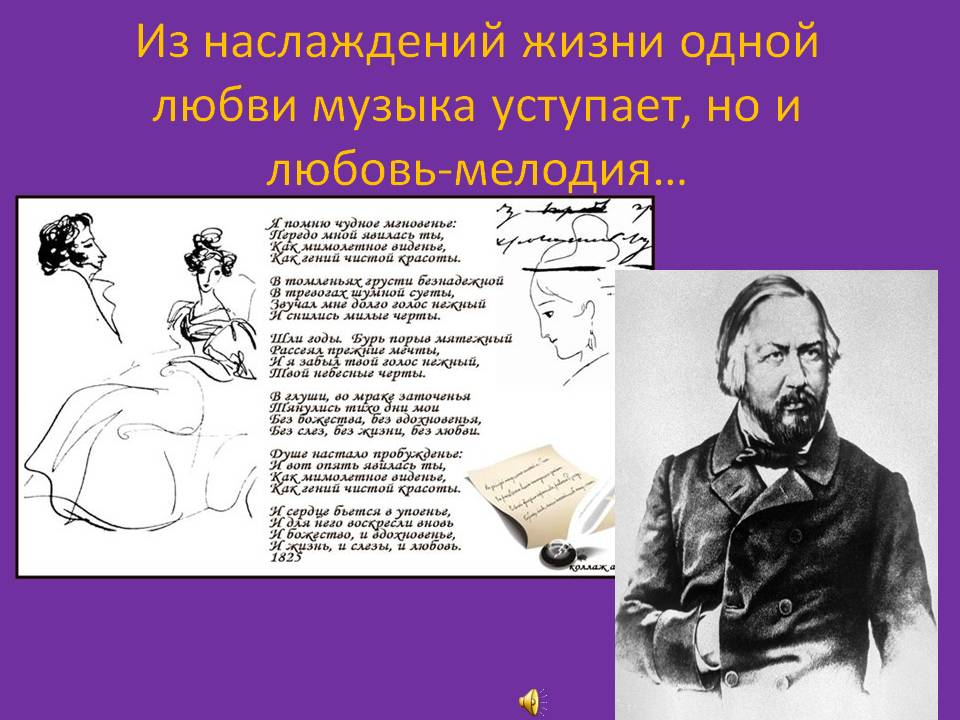 Из наслаждений жизни одной
любви музыка уступает, но и
любовь-мелодия…
Я помню чудное мгновенье:
Передо мной явилась ты,
Как мимолетное виденье,
Как гений чистой красоты.
В томленьях грусти безнадежной
В тревогах шумной суеты,
Звучал мне долго голос нежный
И снились милые черты.
Шли годы. Бурь порыв мятежный
Рассеял прежние мечты,
И я забыл твой голос нежный,
Твой небесные черты.
В глуши, во мраке заточенья
Тянулись тихо дни мои
Без божества, без вдохновенья,
Без слез, без жизни, без любви.
Душе настало пробужденье:
И вот опять явилась ты,
Как мимолетное виденье,
Как гений чистой красоты.
И сердце бьется в упоенье,
И для него воскресли вновь
И божество, и вдохновенье,
И жизнь, и слезы, и любовь.
1825
коллаж